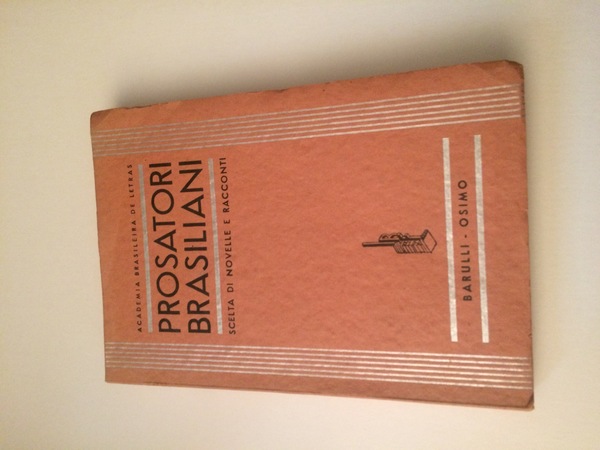 ACADEMIA BRASILEIRA DE LETRAS
PROSATORI
BRASILIANI
SCELTA DI NOVELLE E RACCONTI
BARULLI - OSIMO